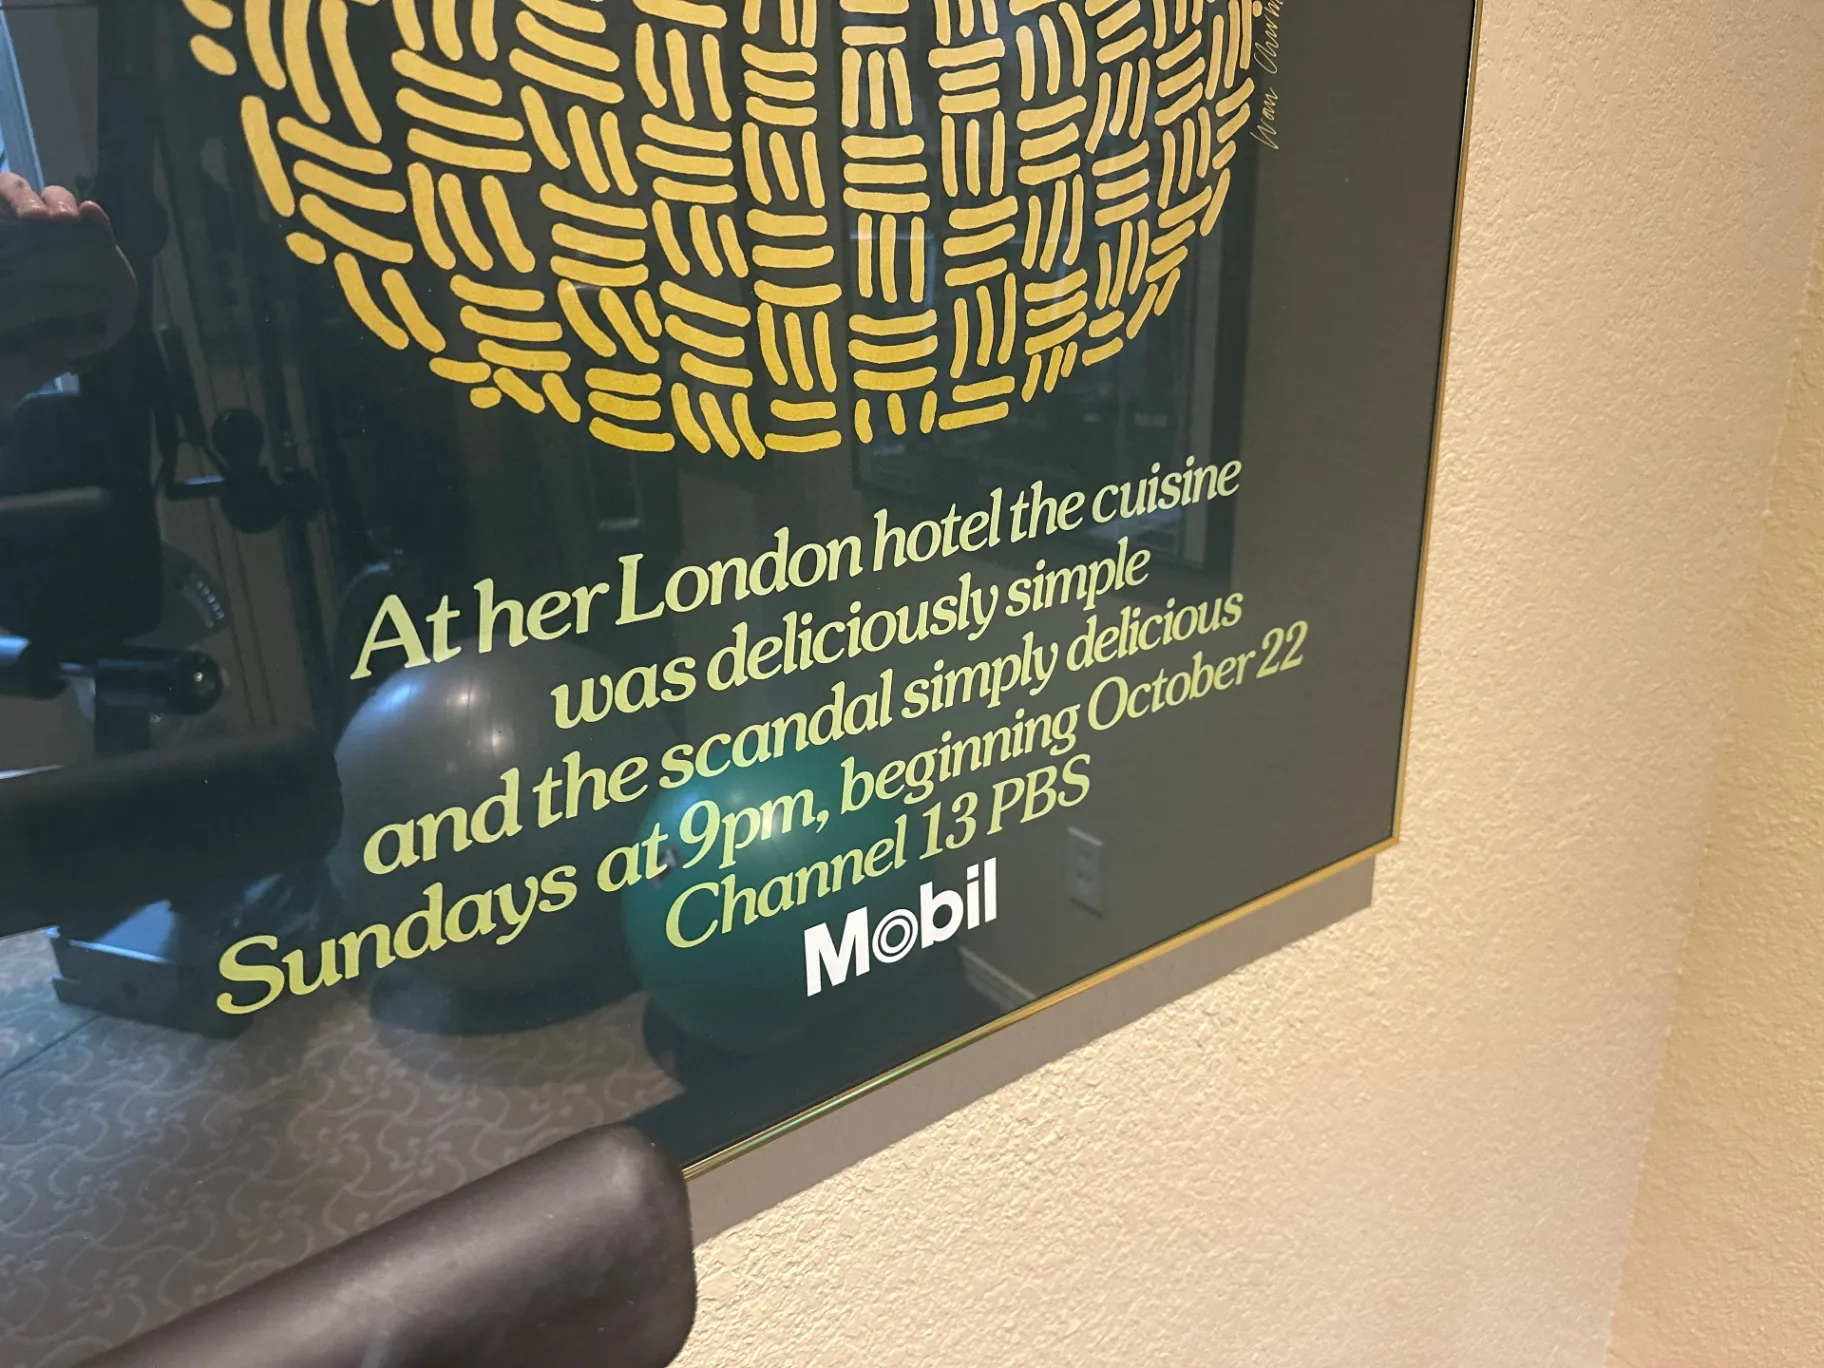 At her London hotel the cuisine
was deliciously simple
and the scandal simply delicious
Sundays at 9pm, beginning October 22
Channel 13 PBS
Mobil